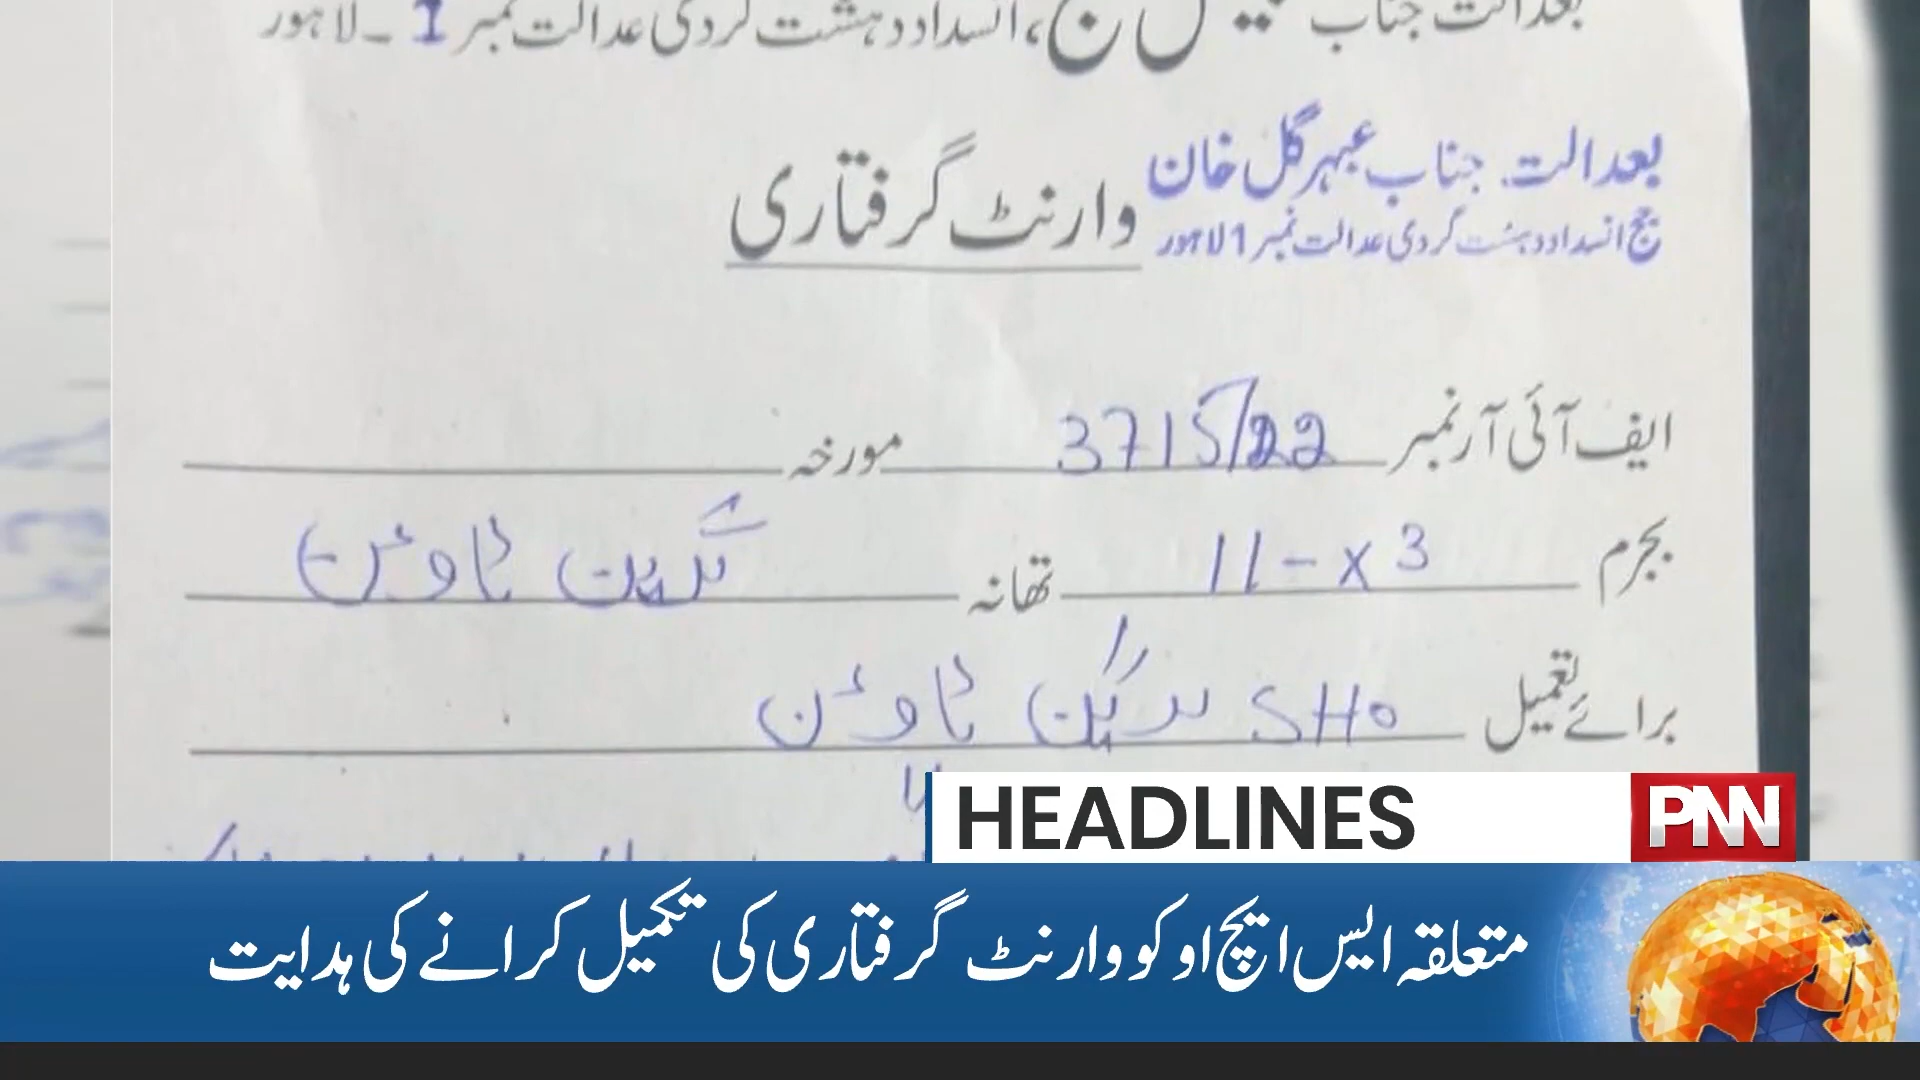 بعدالت جناب سپیشل جج، انسداد دہشت گردی عدالت نمبر 1 ـ لاہور
بعدالت جناب عبہر گل خان
جج انسداد دہشت گردی عدالت نمبر 1 لاہور
وارنٹ گرفتاری
ایف آئی آر نمبر 3715/22 مورخہ
بجرم 11-X 3 تھانہ گرین ٹاؤن
برائے تعمیل SHO گرین ٹاؤن
HEADLINES PNN
متعلقہ ایس ایچ او کو وارنٹ گرفتاری کی تکمیل کرانے کی ہدایت